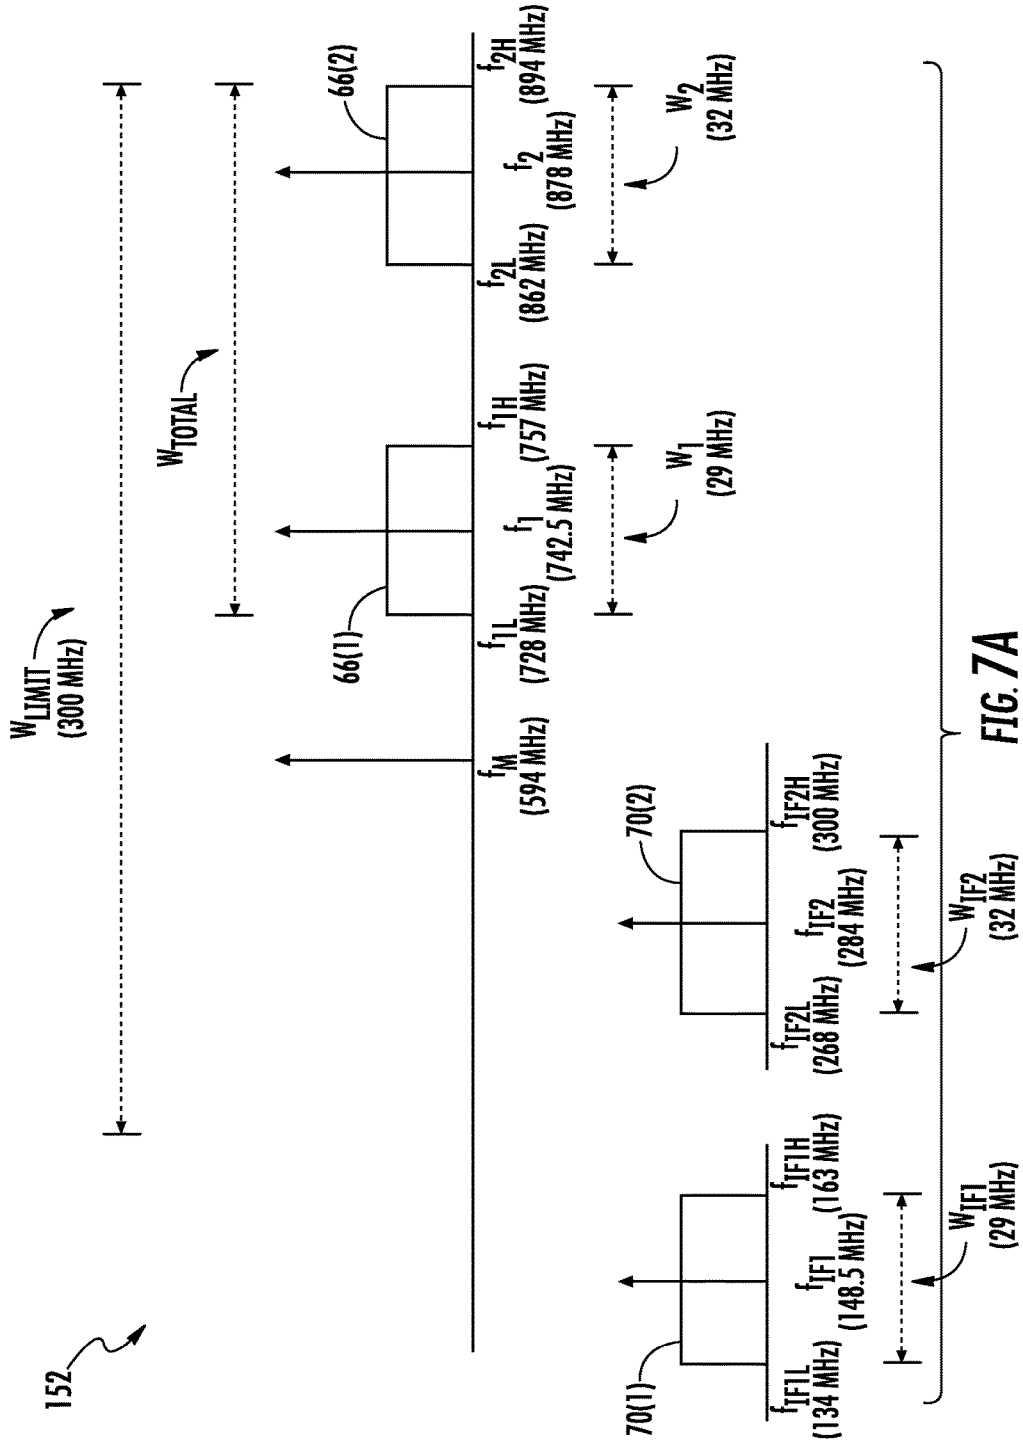 152
W_LIMIT
(300 MHz)
W_TOTAL
66(1)
66(2)
f_M
(594 MHz)
f_1L
(728 MHz)
f_1
(742.5 MHz)
f_1H
(757 MHz)
f_2L
(862 MHz)
f_2
(878 MHz)
f_2H
(894 MHz)
W_1
(29 MHz)
W_2
(32 MHz)
70(1)
70(2)
f_IF1L
(134 MHz)
f_IF1
(148.5 MHz)
f_IF1H
(163 MHz)
f_IF2L
(268 MHz)
f_IF2
(284 MHz)
f_IF2H
(300 MHz)
W_IF1
(29 MHz)
W_IF2
(32 MHz)
FIG. 7A